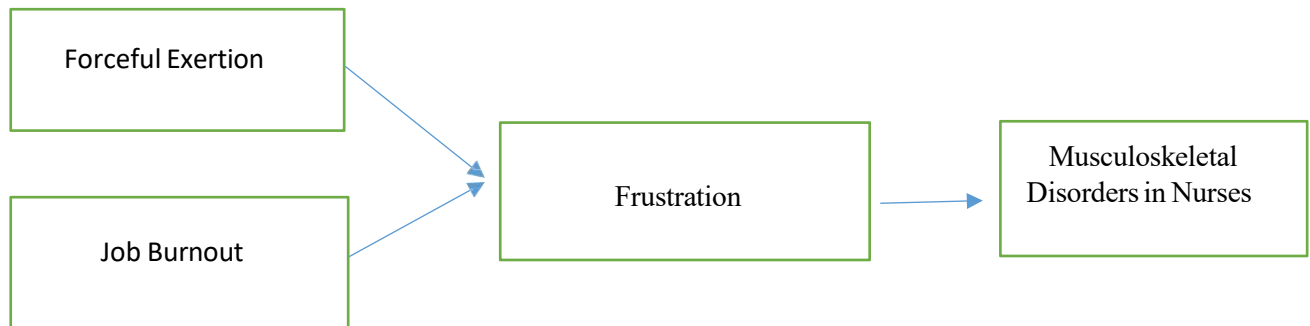 Forceful Exertion
Job Burnout
Frustration
Musculoskeletal
Disorders in Nurses